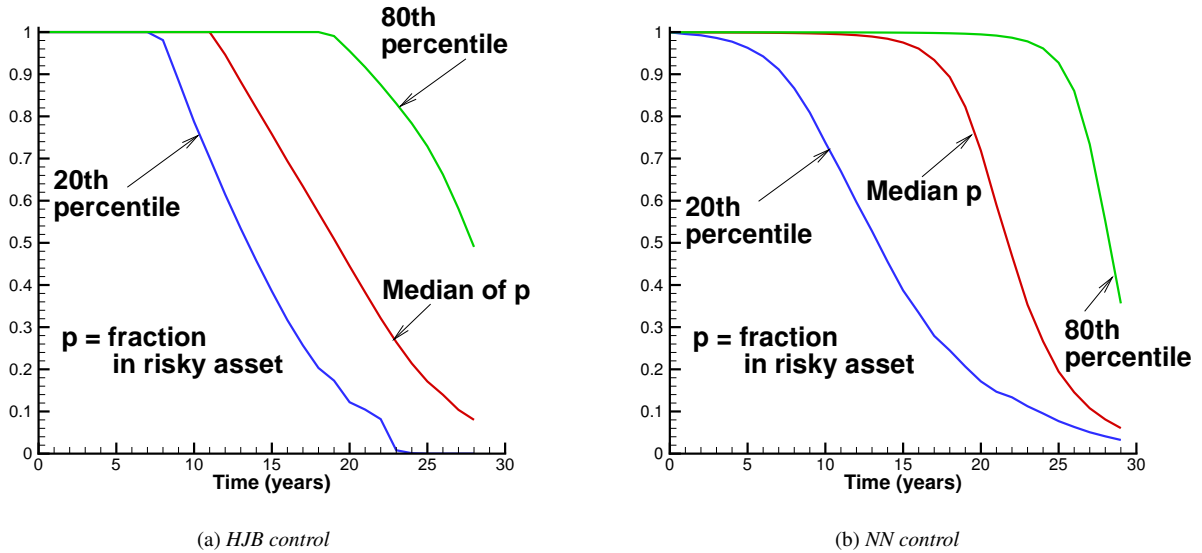 80th
percentile
1
0.9
0.8
0.7
0.6
0.5
0.4
0.3
0.2
0.1
0
20th
percentile
Median of p
p = fraction
in risky asset
0 5 10 15 20 25 30
Time (years)
(a) HJB control
1
0.9
0.8
0.7
0.6
0.5
0.4
0.3
0.2
0.1
0
Median p
20th
percentile
80th
percentile
p = fraction
in risky asset
0 5 10 15 20 25 30
Time (years)
(b) NN control